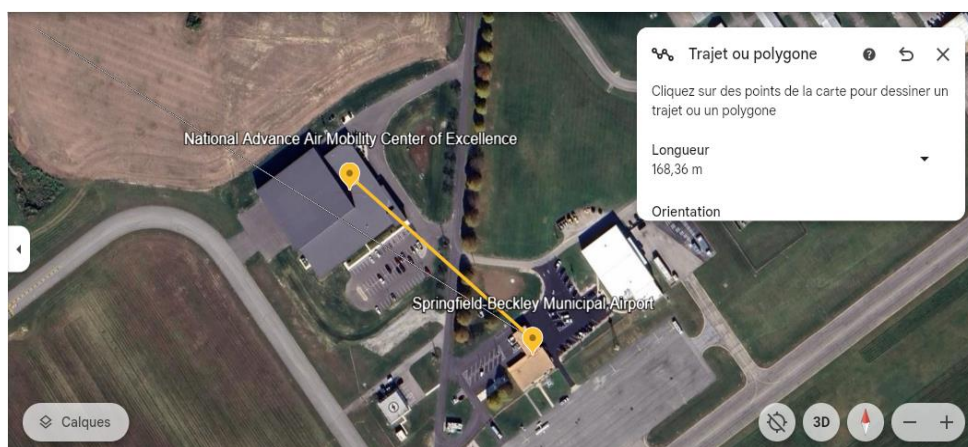 Trajet ou polygone
Cliquez sur des points de la carte pour dessiner un
trajet ou un polygone
Longueur
168,36 m
Orientation
National Advance Air Mobility Center of Excellence
Springfield-Beckley Municipal Airport
Calques
3D